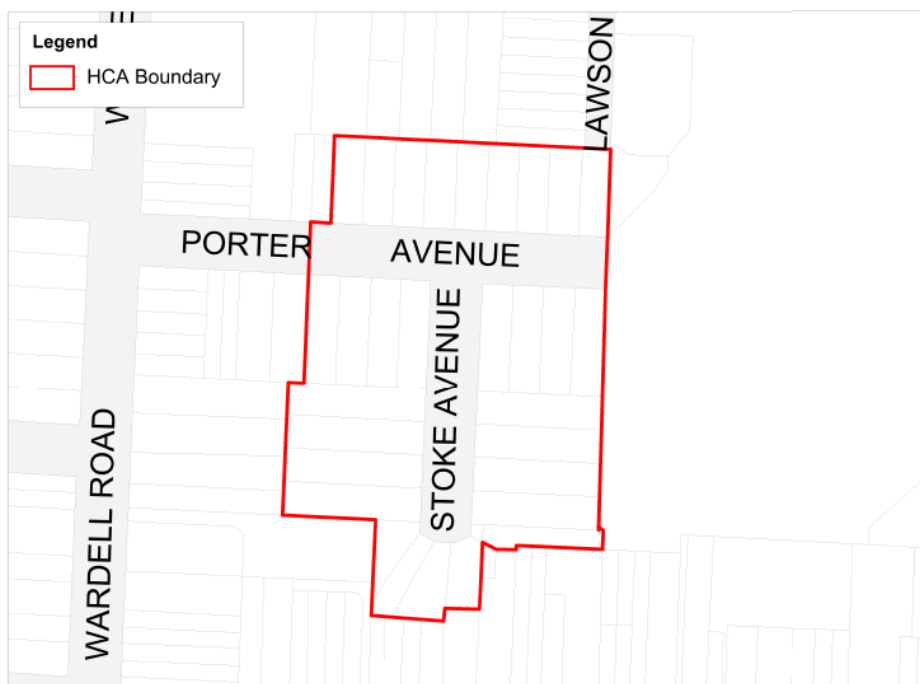 Legend
HCA Boundary
LAWSON
PORTER AVENUE
STOKE AVENUE
WARDELL ROAD